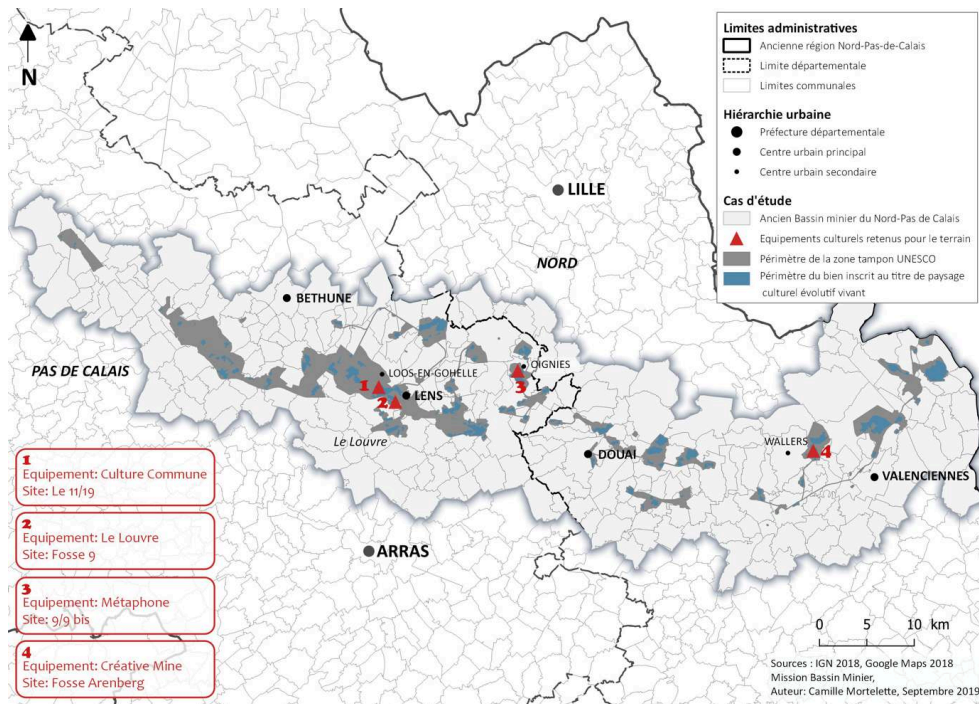 N
Limites administratives
Ancienne région Nord-Pas-de-Calais
Limite départementale
Limites communales
Hiérarchie urbaine
Préfecture départementale
Centre urbain principal
Centre urbain secondaire
Cas d'étude
Ancien Bassin minier du Nord-Pas de Calais
Equipements culturels retenus pour le terrain
Périmètre de la zone tampon UNESCO
Périmètre du bien inscrit au titre de paysage
culturel évolutif vivant
LILLE
NORD
BETHUNE
PAS DE CALAIS
LOOS-EN-GOHELLE
OIGNIES
1
2
LENS
3
Le Louvre
DOUAI
WALLERS
4
VALENCIENNES
ARRAS
1
Equipement: Culture Commune
Site: Le 11/19
2
Equipement: Le Louvre
Site: Fosse 9
3
Equipement: Métaphone
Site: 9/9 bis
4
Equipement: Créative Mine
Site: Fosse Arenberg
0 5 10 km
Sources : IGN 2018, Google Maps 2018
Mission Bassin Minier,
Auteur: Camille Mortelette, Septembre 2019